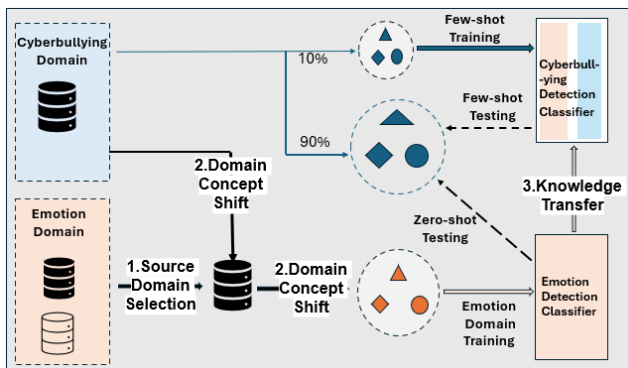 Cyberbullying
Domain
10%
90%
Few-shot
Training
Cyberbull-
-ying
Detection
Classifier
Few-shot
Testing
2.Domain
Concept
Shift
3.Knowledge
Transfer
Zero-shot
Testing
Emotion
Domain
1.Source
Domain
Selection
2.Domain
Concept
Shift
Emotion
Domain
Training
Emotion
Detection
Classifier